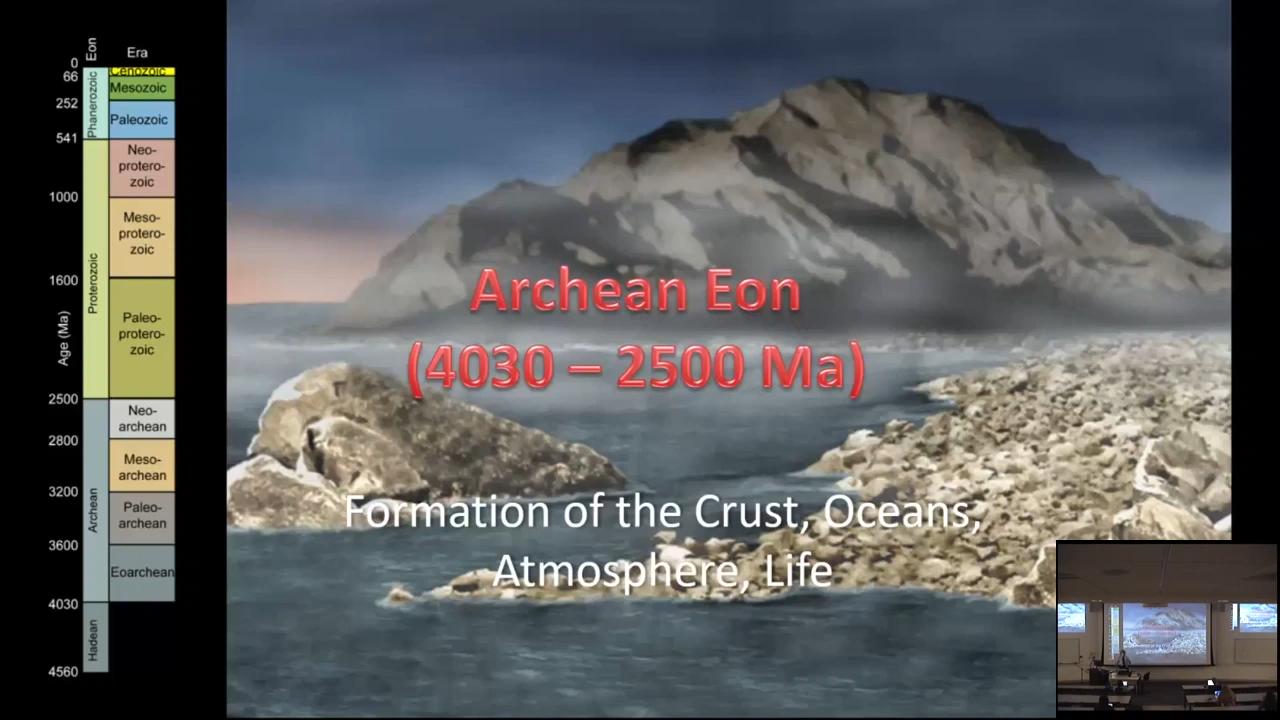 Eon
Era
0
66
252
541
1000
1600
2500
2800
3200
3600
4030
4560
Age (Ma)
Phanerozoic
Proterozoic
Archean
Hadean
Cenozoic
Mesozoic
Paleozoic
Neo-
protero-
zoic
Meso-
protero-
zoic
Paleo-
protero-
zoic
Neo-
archean
Meso-
archean
Paleo-
archean
Eoarchean
Archean Eon
(4030 – 2500 Ma)
Formation of the Crust, Oceans,
Atmosphere, Life